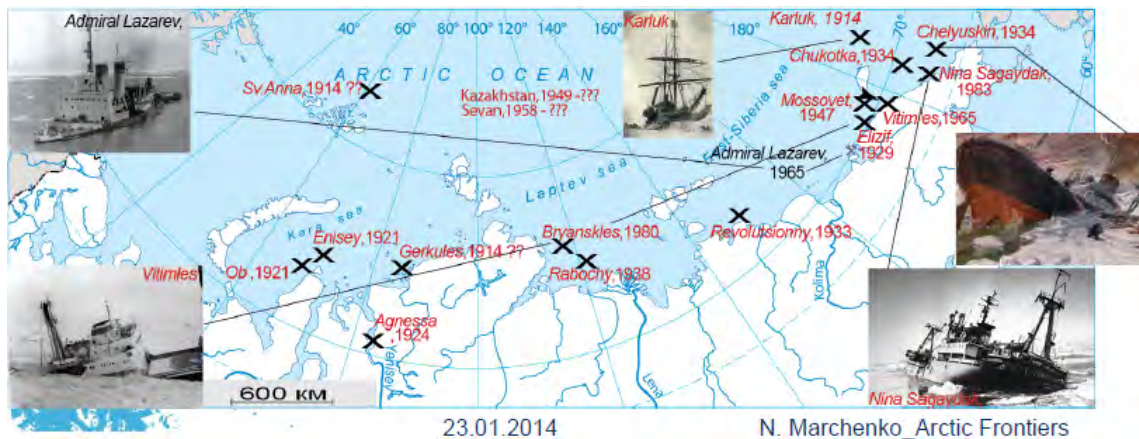 Admiral Lazarev,
40°
60°
80°
100°
120°
140°
160°
180°
Karluk
Karluk, 1914
70°
Chelyuskin, 1934
60°
Chukotka, 1934
ARCTIC OCEAN
Sv.Anna, 1914 ??
Kazakhstan,1949 -???
Sevan,1958 - ???
Nina Sagaydak,
1983
Mossovet,
1947
Vitimles,1965
Elizif,
1929
East-Siberia sea
Admiral Lazarev,
1965
Laptev sea
Kara sea
Enisey,1921
Ob,1921
Gerkules,1914 ??
Bryanskles,1980
Rabochy,1938
Revolutsionny,1933
Kolima
Vitimles
Agnessa
,1924
Yenisey
Lena
600 км
Nina Sagaydak,
23.01.2014
N. Marchenko_Arctic Frontiers